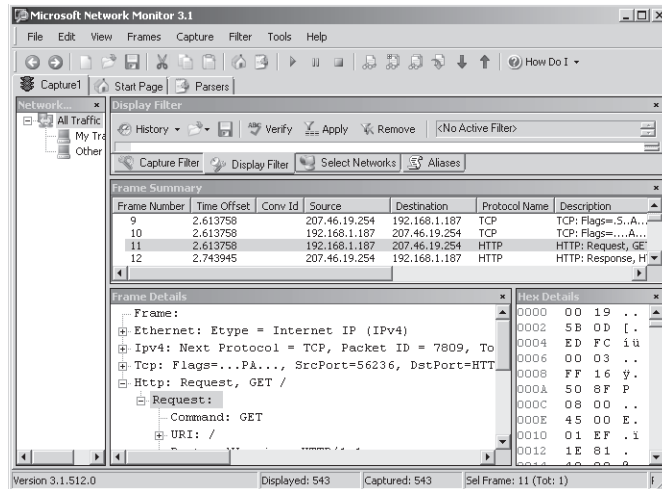 Microsoft Network Monitor 3.1
File Edit View Frames Capture Filter Tools Help
How Do I
Capture1 Start Page Parsers
Network... Display Filter
All Traffic
My Tra
Other
History Verify Apply Remove <No Active Filter>
Capture Filter Display Filter Select Networks Aliases
Frame Summary
Frame Number Time Offset Conv Id Source Destination Protocol Name Description
9 2.613758 207.46.19.254 192.168.1.187 TCP TCP: Flags=.S..A...
10 2.613758 192.168.1.187 207.46.19.254 TCP TCP: Flags=....A...
11 2.613758 192.168.1.187 207.46.19.254 HTTP HTTP: Request, GE
12 2.743945 207.46.19.254 192.168.1.187 HTTP HTTP: Response, H
Frame Details
Frame:
Ethernet: Etype = Internet IP (IPv4)
Ipv4: Next Protocol = TCP, Packet ID = 7809, To
Tcp: Flags=...PA..., SrcPort=56236, DstPort=HTT
Http: Request, GET /
Request:
Command: GET
URI: /
Hex Details
0000 00 19 ..
0002 5B 0D [.
0004 ED FC íü
0006 00 03 ..
0008 FF 16 ÿ.
000A 50 8F P
000C 08 00 ..
000E 45 00 E.
0010 01 EF .ï
0012 1E 81 .
Version 3.1.512.0 Displayed: 543 Captured: 543 Sel Frame: 11 (Tot: 1)